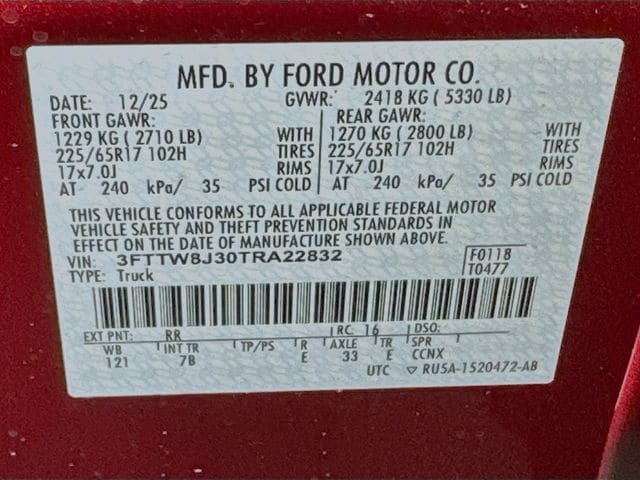 MFD. BY FORD MOTOR CO.
DATE: 12/25 GVWR: 2418 KG ( 5330 LB)
FRONT GAWR: REAR GAWR:
1229 KG ( 2710 LB) WITH 1270 KG ( 2800 LB) WITH
225/65R17 102H TIRES 225/65R17 102H TIRES
17x7.0J RIMS 17x7.0J RIMS
AT 240 kPa/ 35 PSI COLD AT 240 kPa/ 35 PSI COLD
THIS VEHICLE CONFORMS TO ALL APPLICABLE FEDERAL MOTOR
VEHICLE SAFETY AND THEFT PREVENTION STANDARDS IN
EFFECT ON THE DATE OF MANUFACTURE SHOWN ABOVE.
VIN: 3FTTW8J30TRA22832 F0118
TYPE: Truck T0477
EXT PNT: RR RC: 16 DSO:
WB INT TR TP/PS R AXLE TR SPR
121 7B E 33 E CCNX
UTC ▽ RU5A-1520472-AB